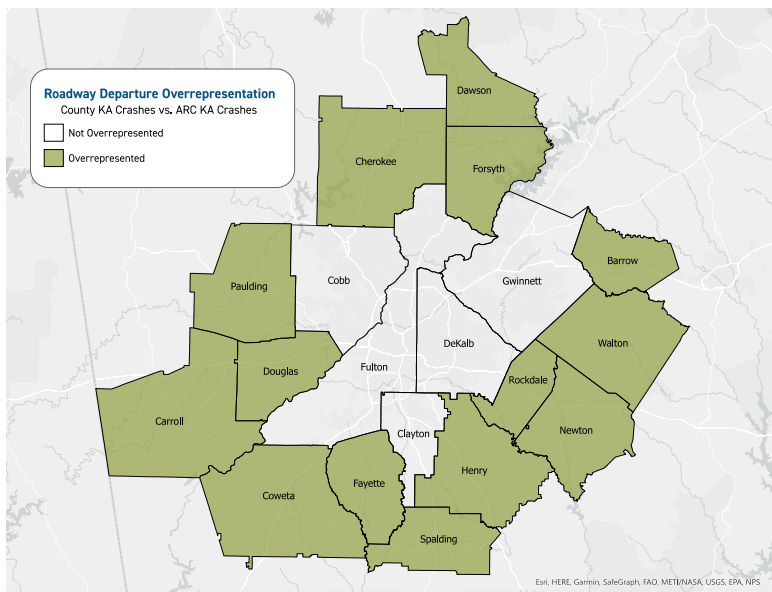 Roadway Departure Overrepresentation
County KA Crashes vs. ARC KA Crashes
Not Overrepresented
Overrepresented
Dawson
Cherokee
Forsyth
Barrow
Cobb
Gwinnett
Paulding
Walton
DeKalb
Fulton
Douglas
Rockdale
Carroll
Newton
Clayton
Henry
Fayette
Coweta
Spalding
Esri, HERE, Garmin, SafeGraph, FAO, METI/NASA, USGS, EPA, NPS